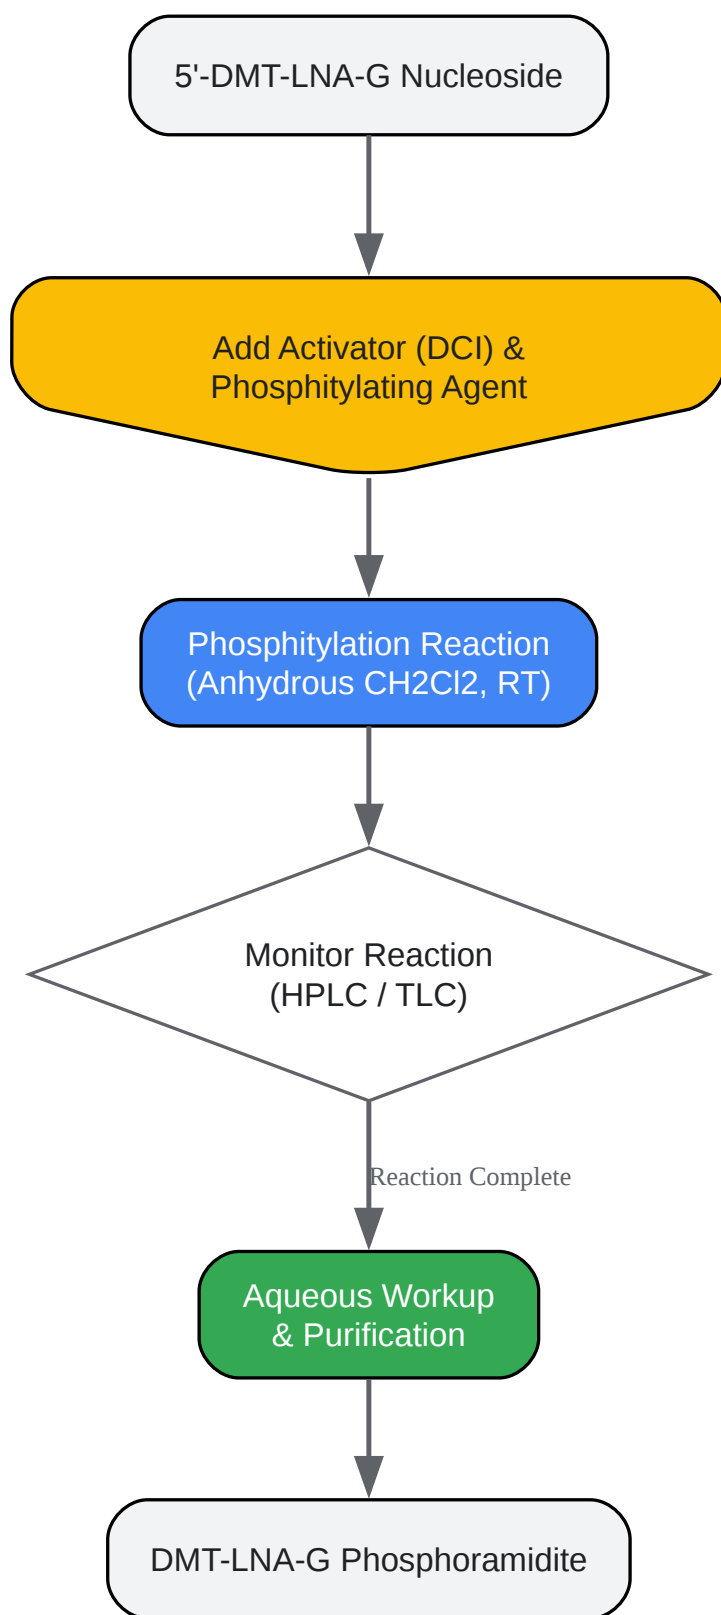 5'-DMT-LNA-G Nucleoside
Add Activator (DCI) &
Phosphitylating Agent
Phosphitylation Reaction
(Anhydrous CH2Cl2, RT)
Monitor Reaction
(HPLC / TLC)
Reaction Complete
Aqueous Workup
& Purification
DMT-LNA-G Phosphoramidite